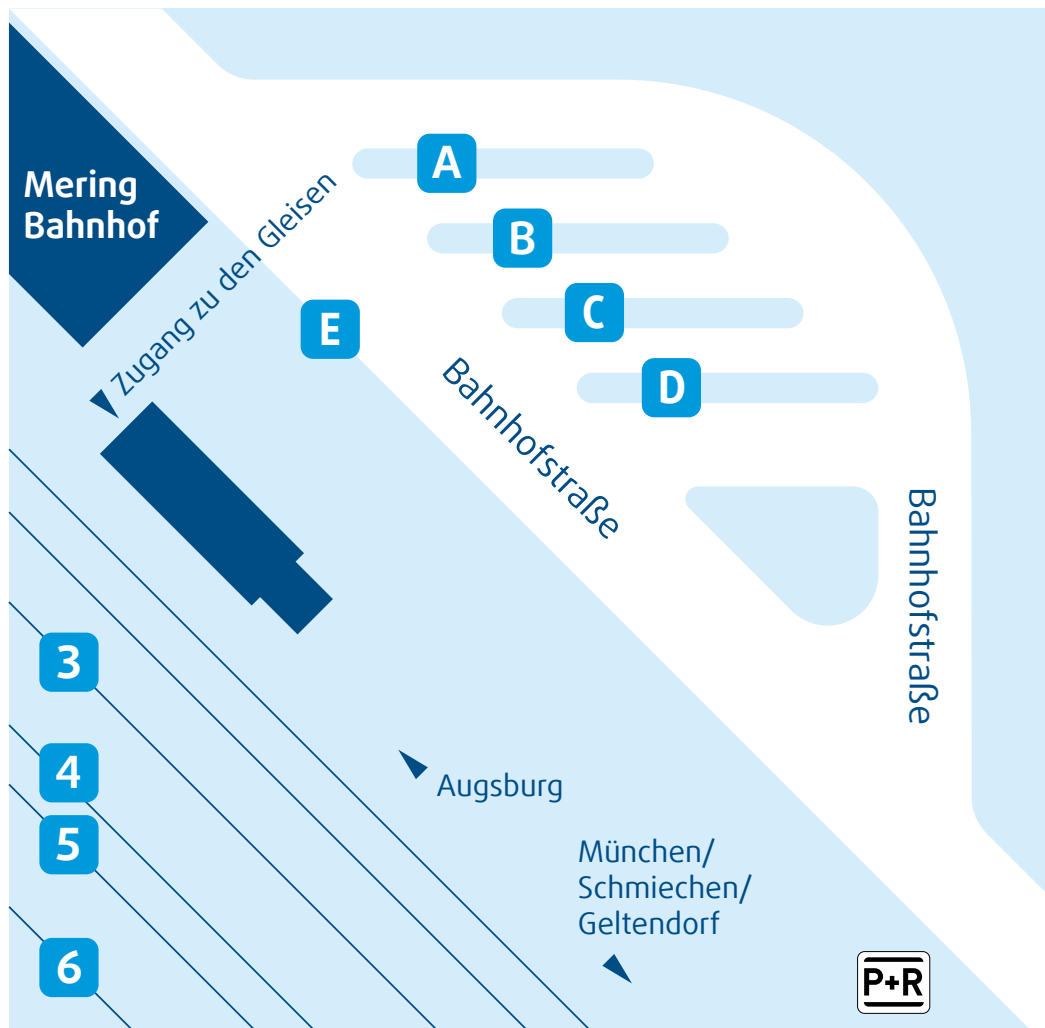 Mering
Bahnhof
Zugang zu den Gleisen
A
B
C
D
E
Bahnhofstraße
Bahnhofstraße
3
4
5
6
Augsburg
München/
Schmiechen/
Geltendorf
P+R